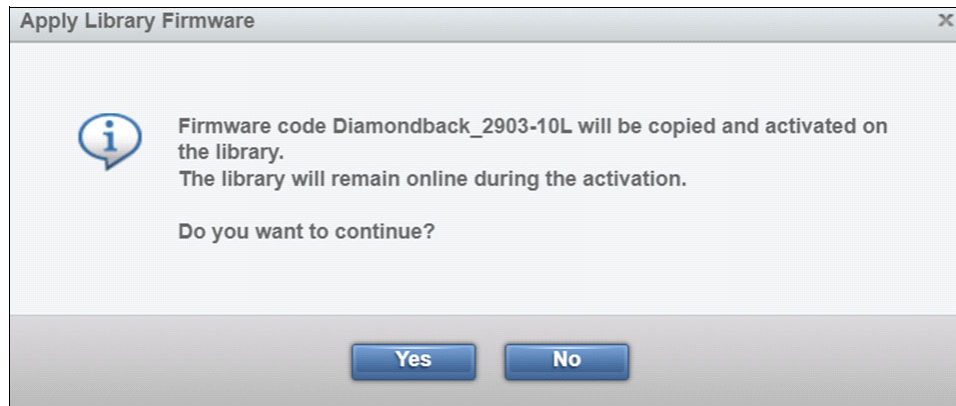 Apply Library Firmware x
Firmware code Diamondback_2903-10L will be copied and activated on
the library.
The library will remain online during the activation.
Do you want to continue?
Yes No